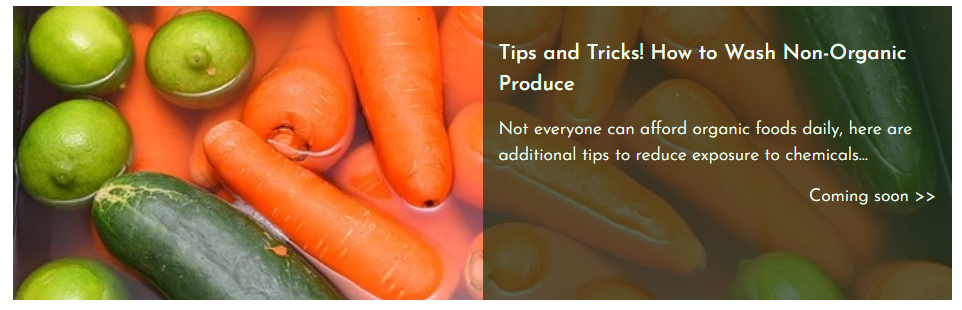 Tips and Tricks! How to Wash Non-Organic
Produce
Not everyone can afford organic foods daily, here are
additional tips to reduce exposure to chemicals...
Coming soon >>